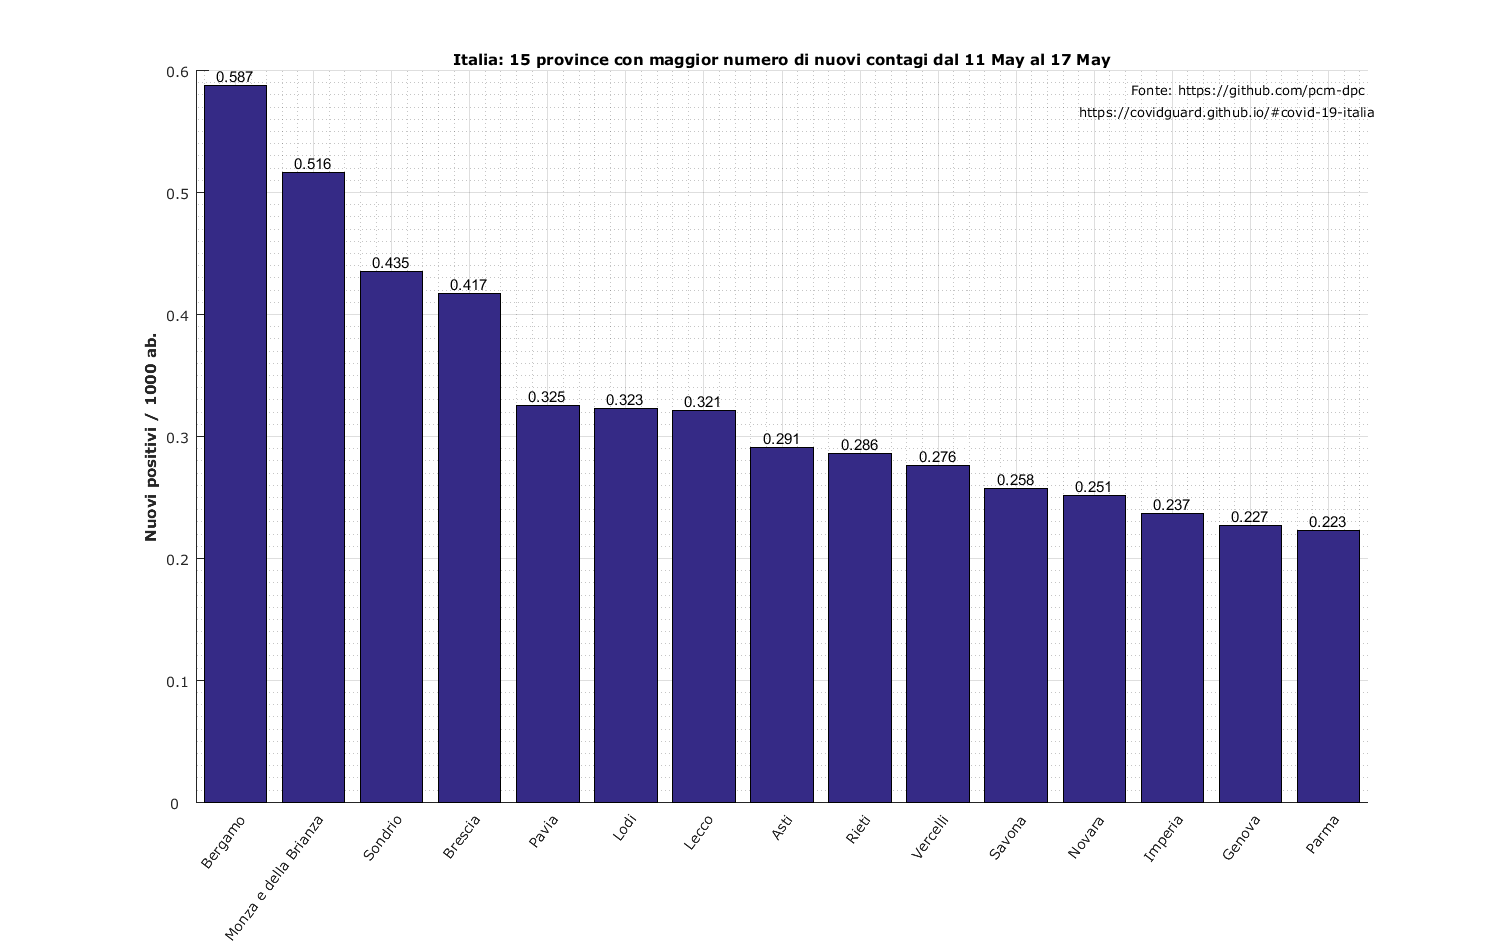 Italia: 15 province con maggior numero di nuovi contagi dal 11 May al 17 May
Fonte: https://github.com/pcm-dpc
https://covidguard.github.io/#covid-19-italia
Nuovi positivi / 1000 ab.
0.6
0.5
0.4
0.3
0.2
0.1
0
0.587
0.516
0.435
0.417
0.325
0.323
0.321
0.291
0.286
0.276
0.258
0.251
0.237
0.227
0.223
Bergamo
Monza e della Brianza
Sondrio
Brescia
Pavia
Lodi
Lecco
Asti
Rieti
Vercelli
Savona
Novara
Imperia
Genova
Parma